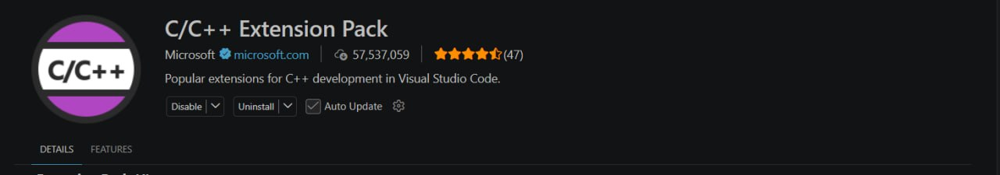 C/C++ Extension Pack
C/C++
Microsoft microsoft.com 57,537,059 (47)
Popular extensions for C++ development in Visual Studio Code.
Disable Uninstall Auto Update
DETAILS FEATURES